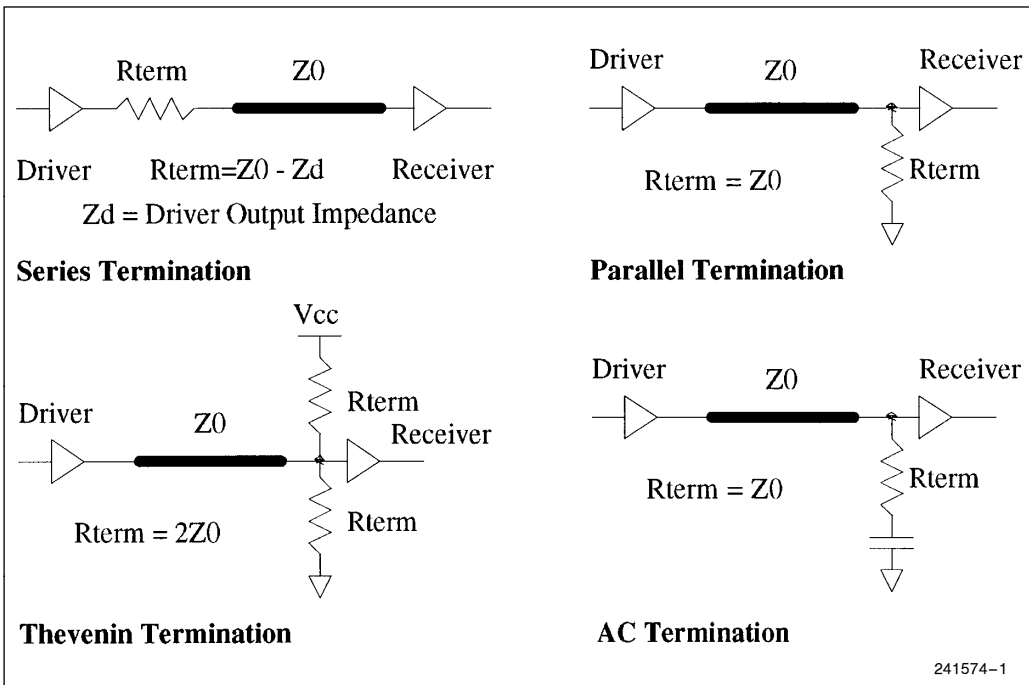 Rterm
Z0
Driver
Rterm=Z0 - Zd
Receiver
Zd = Driver Output Impedance
Series Termination
Driver
Z0
Receiver
Rterm = Z0
Rterm
Parallel Termination
Vcc
Driver
Z0
Rterm
Receiver
Rterm = 2Z0
Rterm
Thevenin Termination
Driver
Z0
Receiver
Rterm = Z0
Rterm
AC Termination
241574-1